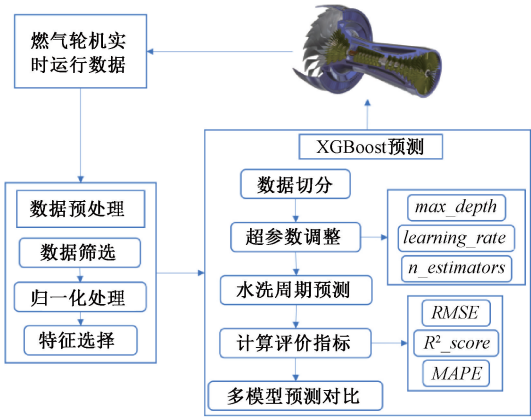 燃气轮机实
时运行数据
数据预处理
数据筛选
归一化处理
特征选择
XGBoost预测
数据切分
超参数调整
max_depth
learning_rate
n_estimators
水洗周期预测
计算评价指标
RMSE
R²_score
MAPE
多模型预测对比